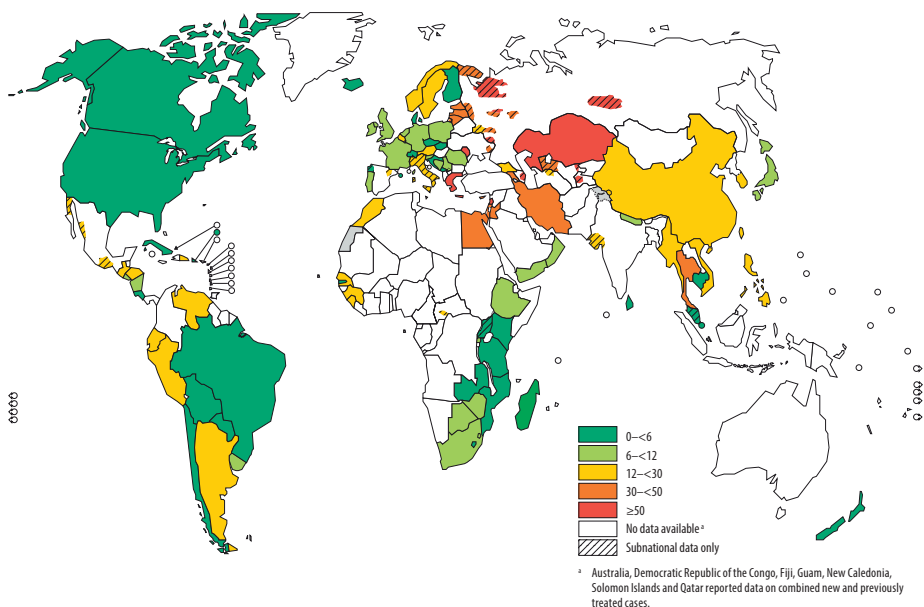 0–<6
6–<12
12–<30
30–<50
≥50
No data available ᵃ
Subnational data only
ᵃ Australia, Democratic Republic of the Congo, Fiji, Guam, New Caledonia,
Solomon Islands and Qatar reported data on combined new and previously
treated cases.